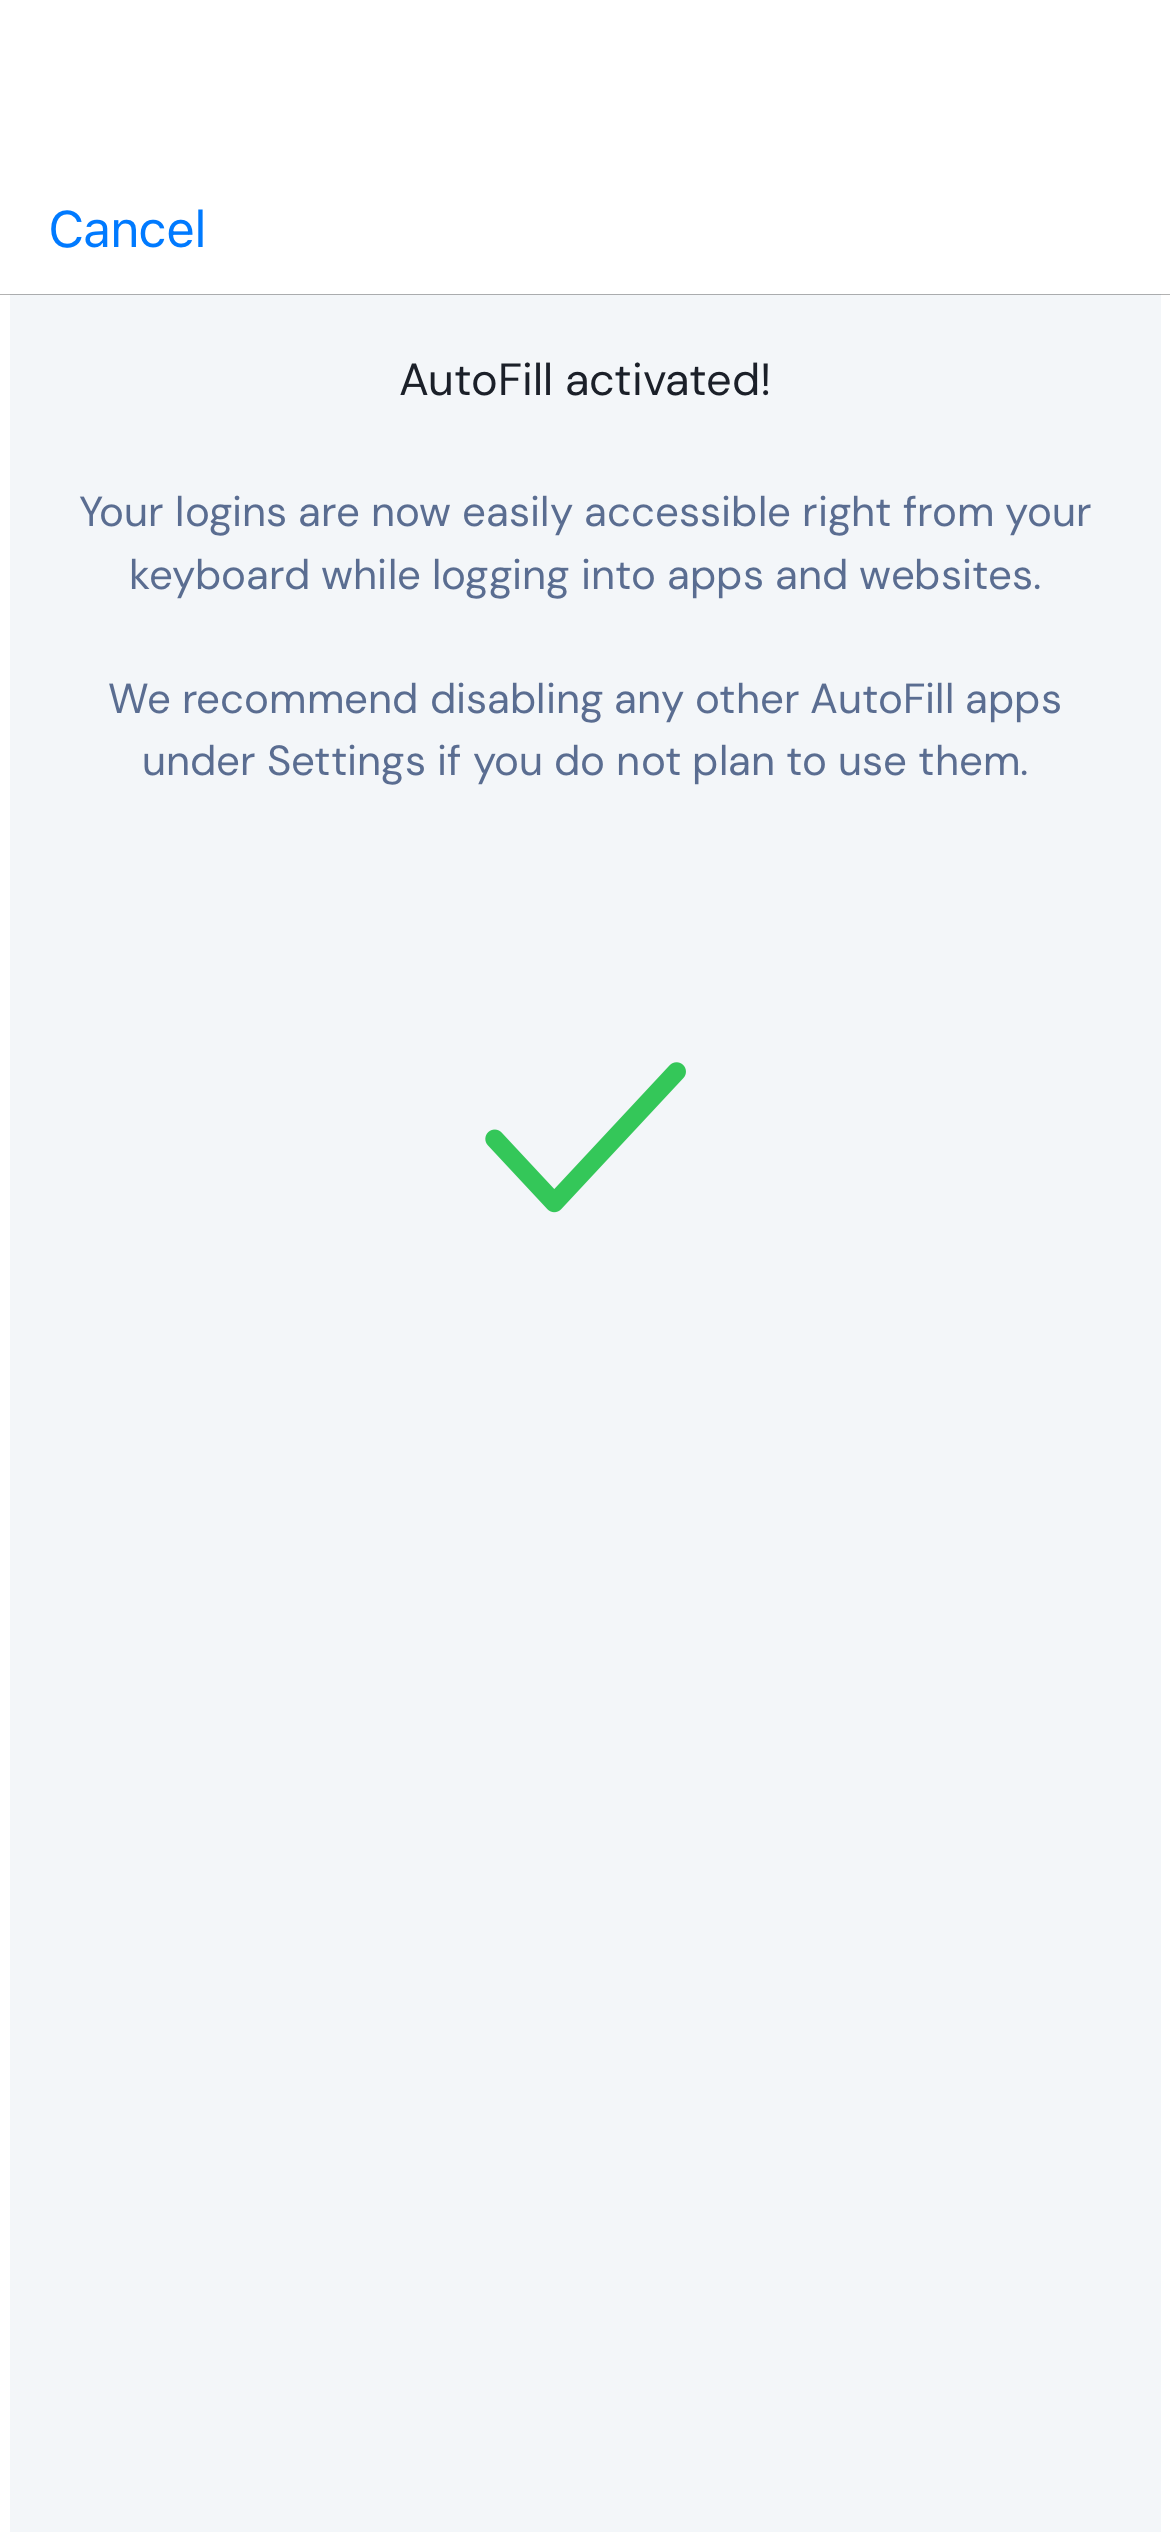 Cancel
AutoFill activated!
Your logins are now easily accessible right from your
keyboard while logging into apps and websites.
We recommend disabling any other AutoFill apps
under Settings if you do not plan to use them.